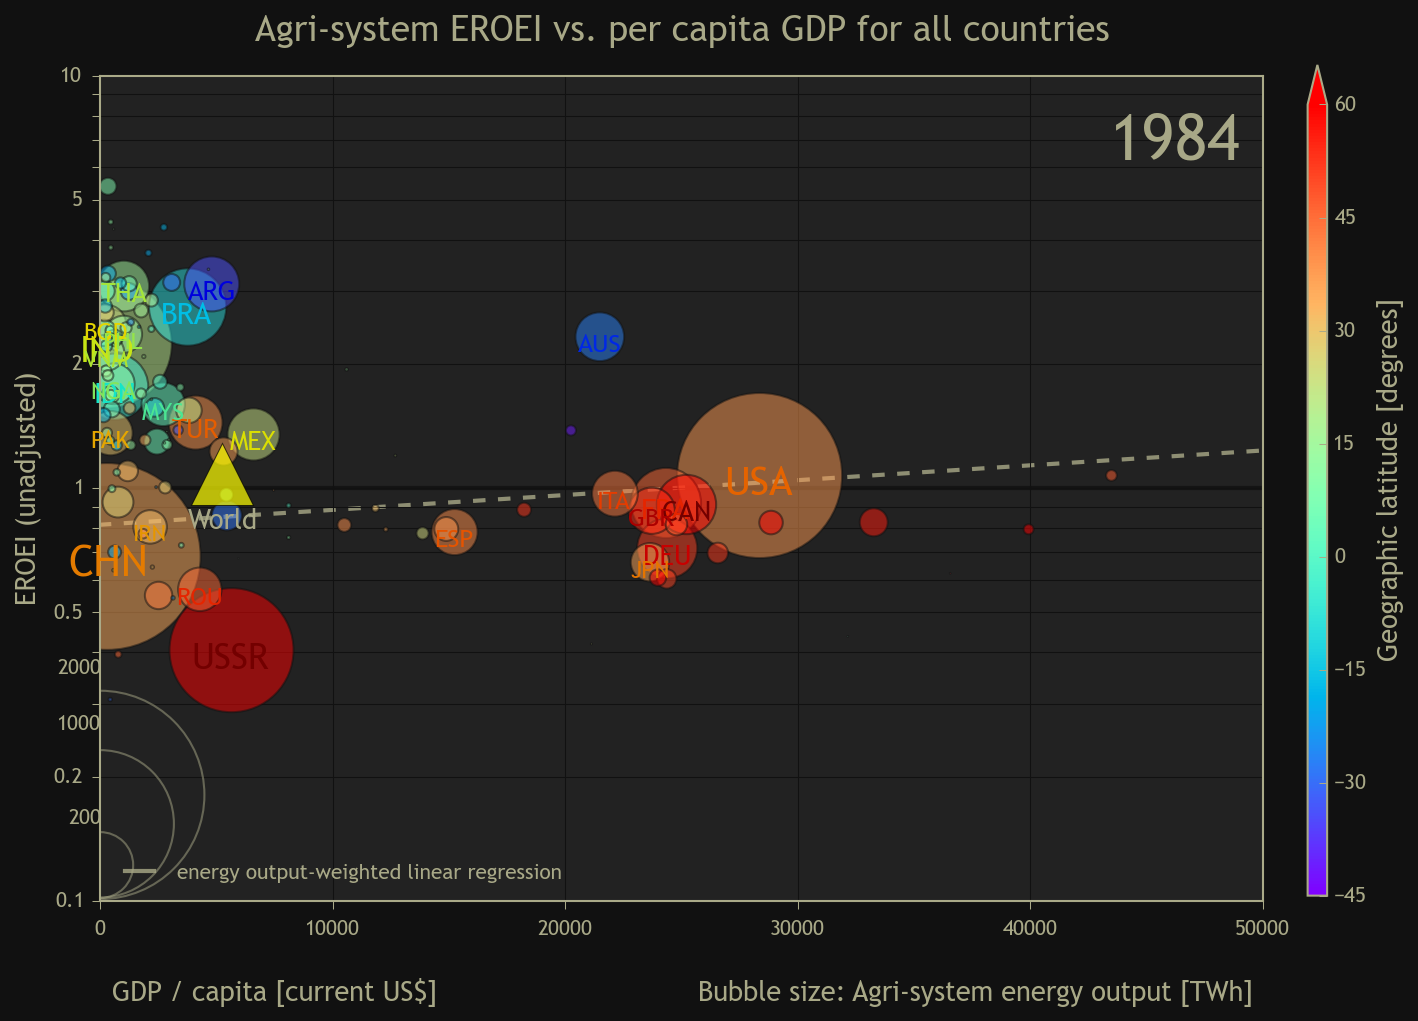 Agri-system EROEI vs. per capita GDP for all countries
1984
10
5
2
1
0.5
0.2
0.1
EROEI (unadjusted)
THA
ARG
BRA
AUS
IND
MYS
TUR
MEX
PAK
USA
ITA
CAN
GBR
World
ESP
DEU
JPN
CHN
ROU
USSR
2000
1000
200
energy output-weighted linear regression
0
10000
20000
30000
40000
50000
GDP / capita [current US$]
Bubble size: Agri-system energy output [TWh]
60
45
30
15
0
−15
−30
−45
Geographic latitude [degrees]